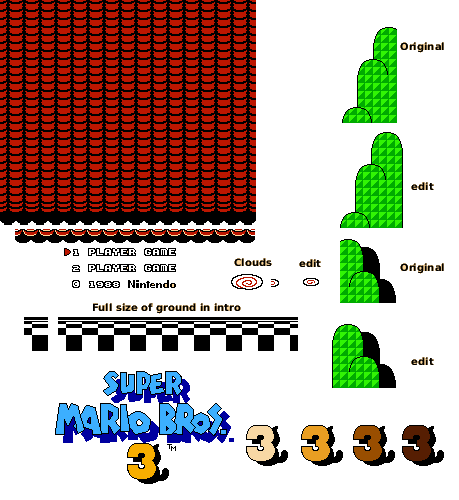 Original
edit
1 PLAYER GAME
2 PLAYER GAME
© 1988 Nintendo
Clouds
edit
Original
Full size of ground in intro
edit
SUPER
MARIO BROS.
3 TM
3 3 3 3